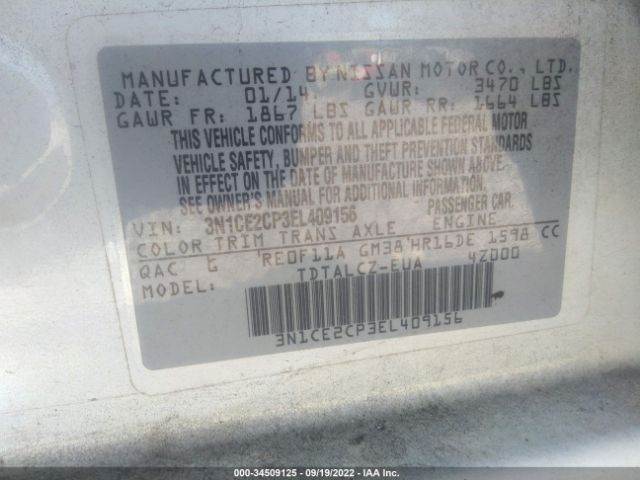 MANUFACTURED BY NISSAN MOTOR CO., LTD.
DATE: 01/14 GVWR: 3470 LBS
GAWR FR: 1867 LBS GAWR RR: 1664 LBS
THIS VEHICLE CONFORMS TO ALL APPLICABLE FEDERAL MOTOR
VEHICLE SAFETY, BUMPER AND THEFT PREVENTION STANDARDS
IN EFFECT ON THE DATE OF MANUFACTURE SHOWN ABOVE.
SEE OWNER'S MANUAL FOR ADDITIONAL INFORMATION.
VIN: 3N1CE2CP3EL409156 PASSENGER CAR
COLOR TRIM TRANS AXLE ENGINE
QAC G RE0F11A GM38 HR16DE 1598 CC
MODEL: TDTALCZ-EUA 4Z000
3N1CE2CP3EL409156
000-34509125 - 09/19/2022 - IAA Inc.